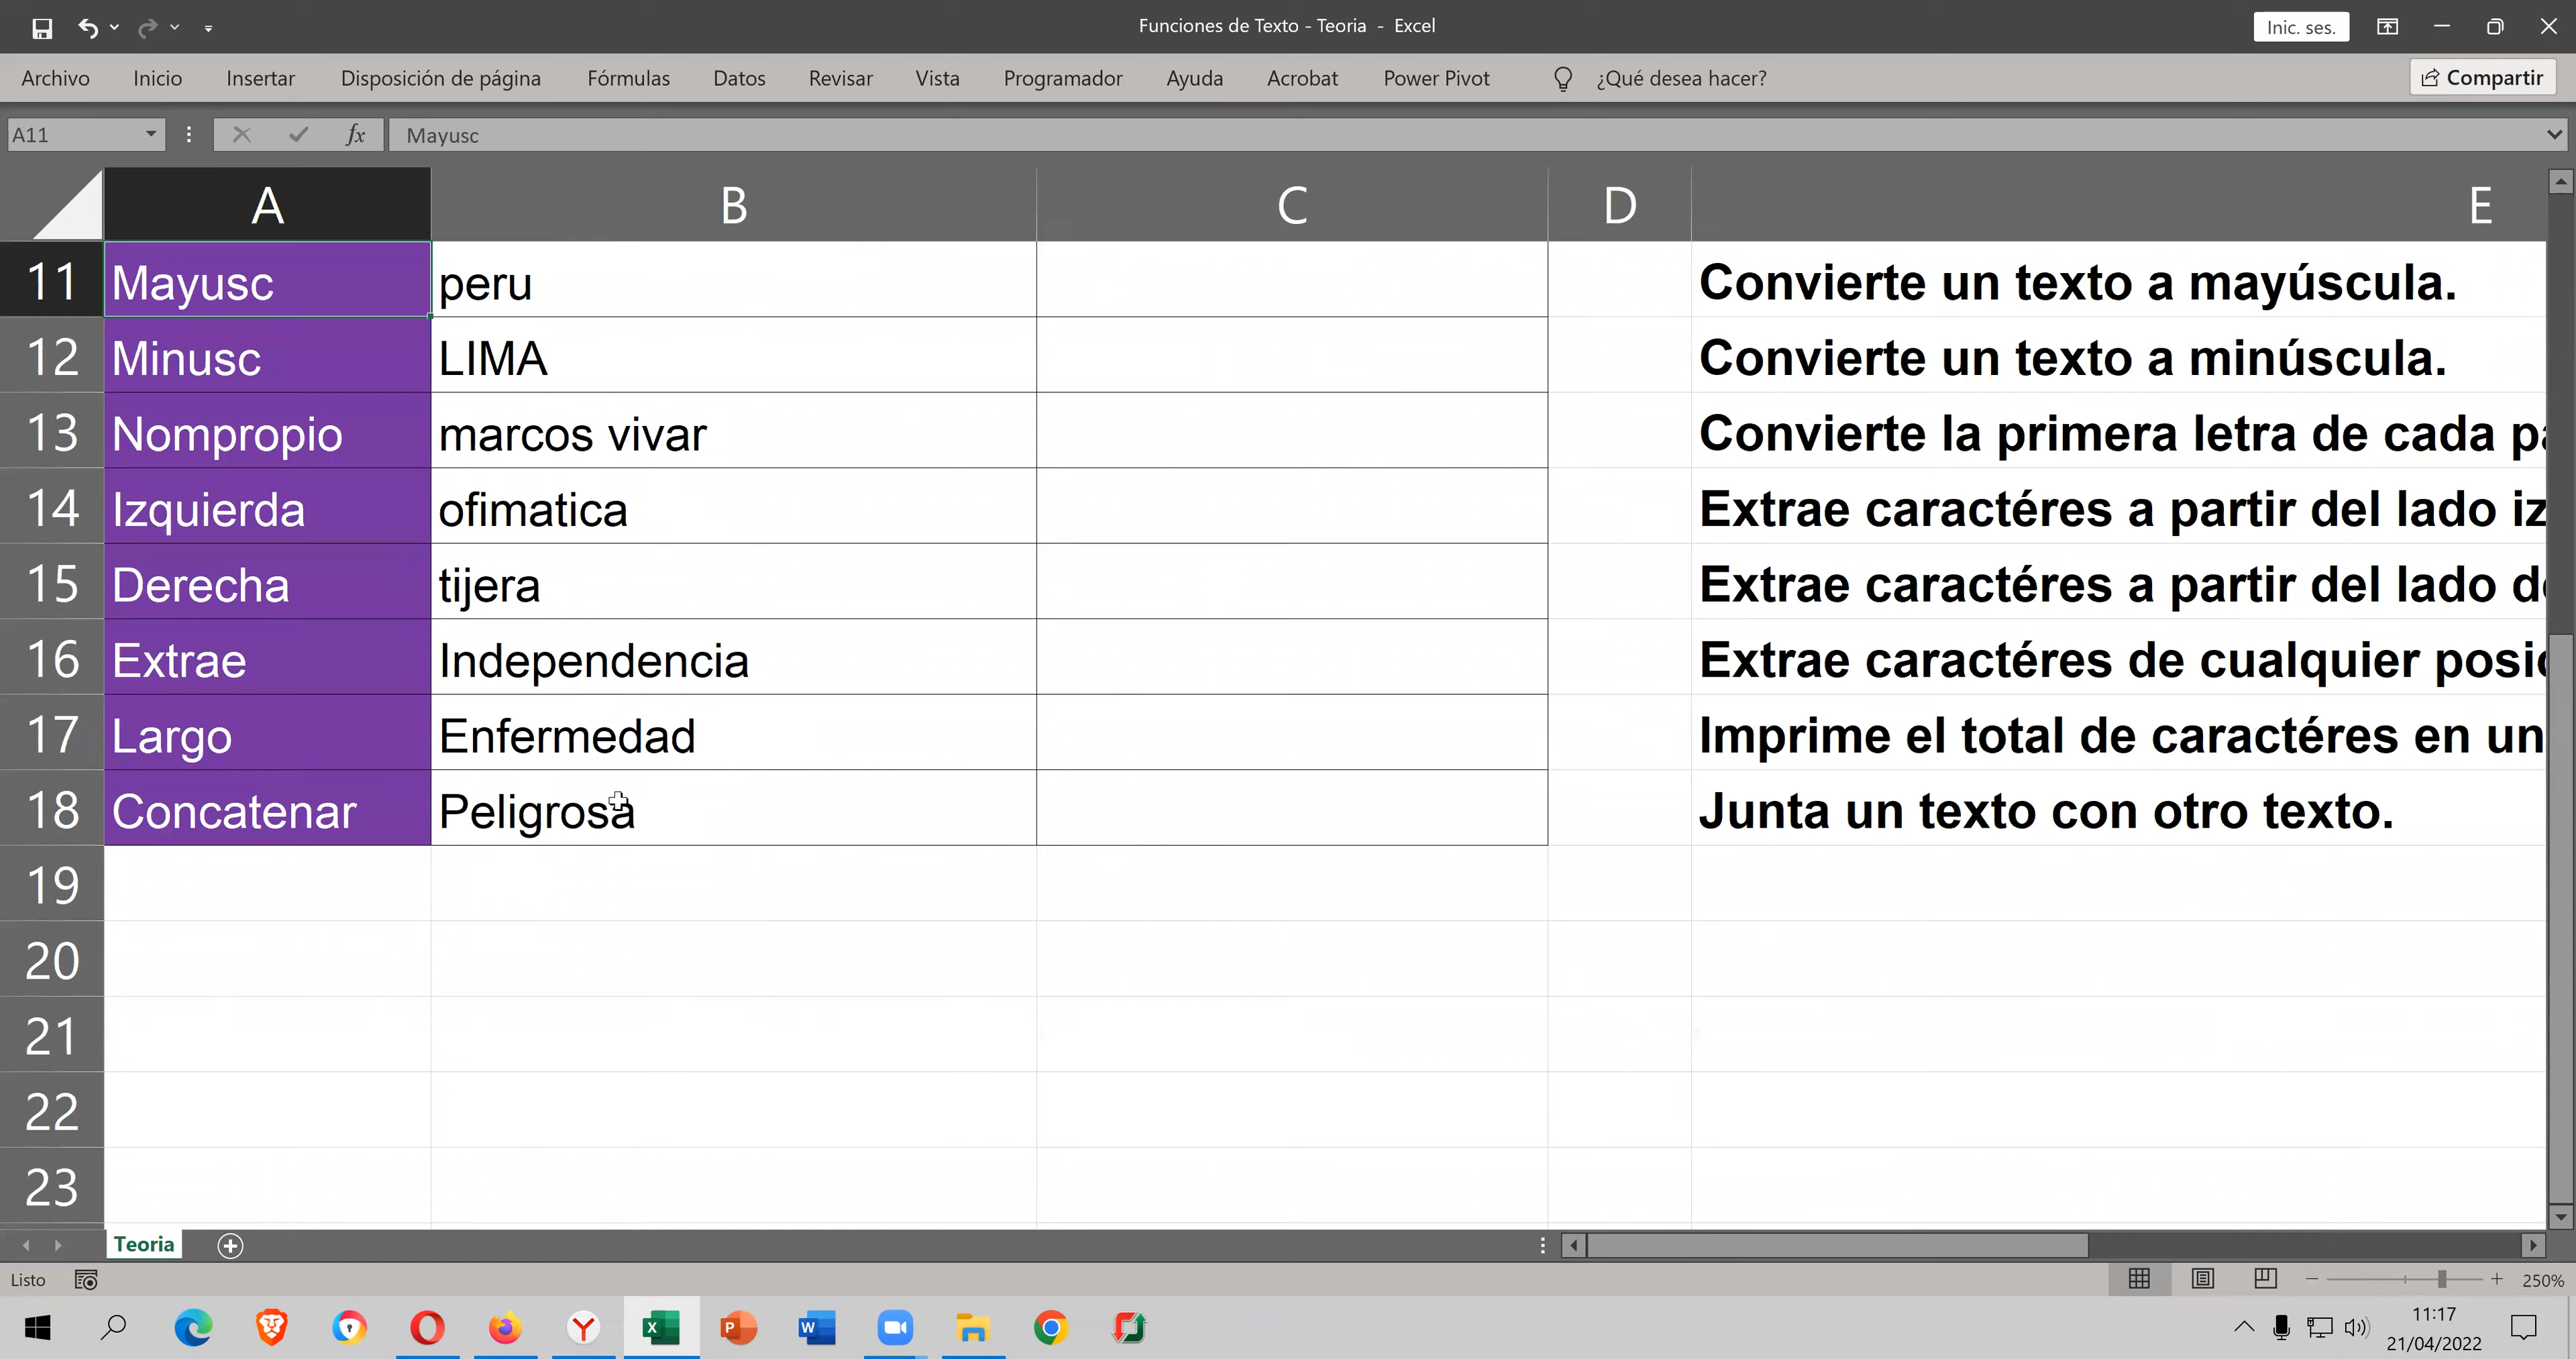 Funciones de Texto - Teoria - Excel
Inic. ses.
Archivo Inicio Insertar Disposición de página Fórmulas Datos Revisar Vista Programador Ayuda Acrobat Power Pivot ¿Qué desea hacer? Compartir
A11 fx Mayusc
A B C D E
11 Mayusc peru Convierte un texto a mayúscula.
12 Minusc LIMA Convierte un texto a minúscula.
13 Nompropio marcos vivar Convierte la primera letra de cada
14 Izquierda ofimatica Extrae caractéres a partir del lado
15 Derecha tijera Extrae caractéres a partir del lado
16 Extrae Independencia Extrae caractéres de cualquier
17 Largo Enfermedad Imprime el total de caractéres en un
18 Concatenar Peligrosa Junta un texto con otro texto.
19
20
21
22
23
Teoria
Listo 250%
11:17
21/04/2022